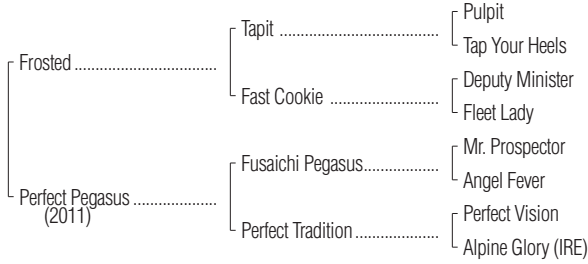 Pulpit
Tapit ....................................
Tap Your Heels
Frosted ................................
Deputy Minister
Fast Cookie ........................
Fleet Lady
Mr. Prospector
Fusaichi Pegasus.................
Angel Fever
Perfect Pegasus ...................
(2011)
Perfect Vision
Perfect Tradition ...................
Alpine Glory (IRE)